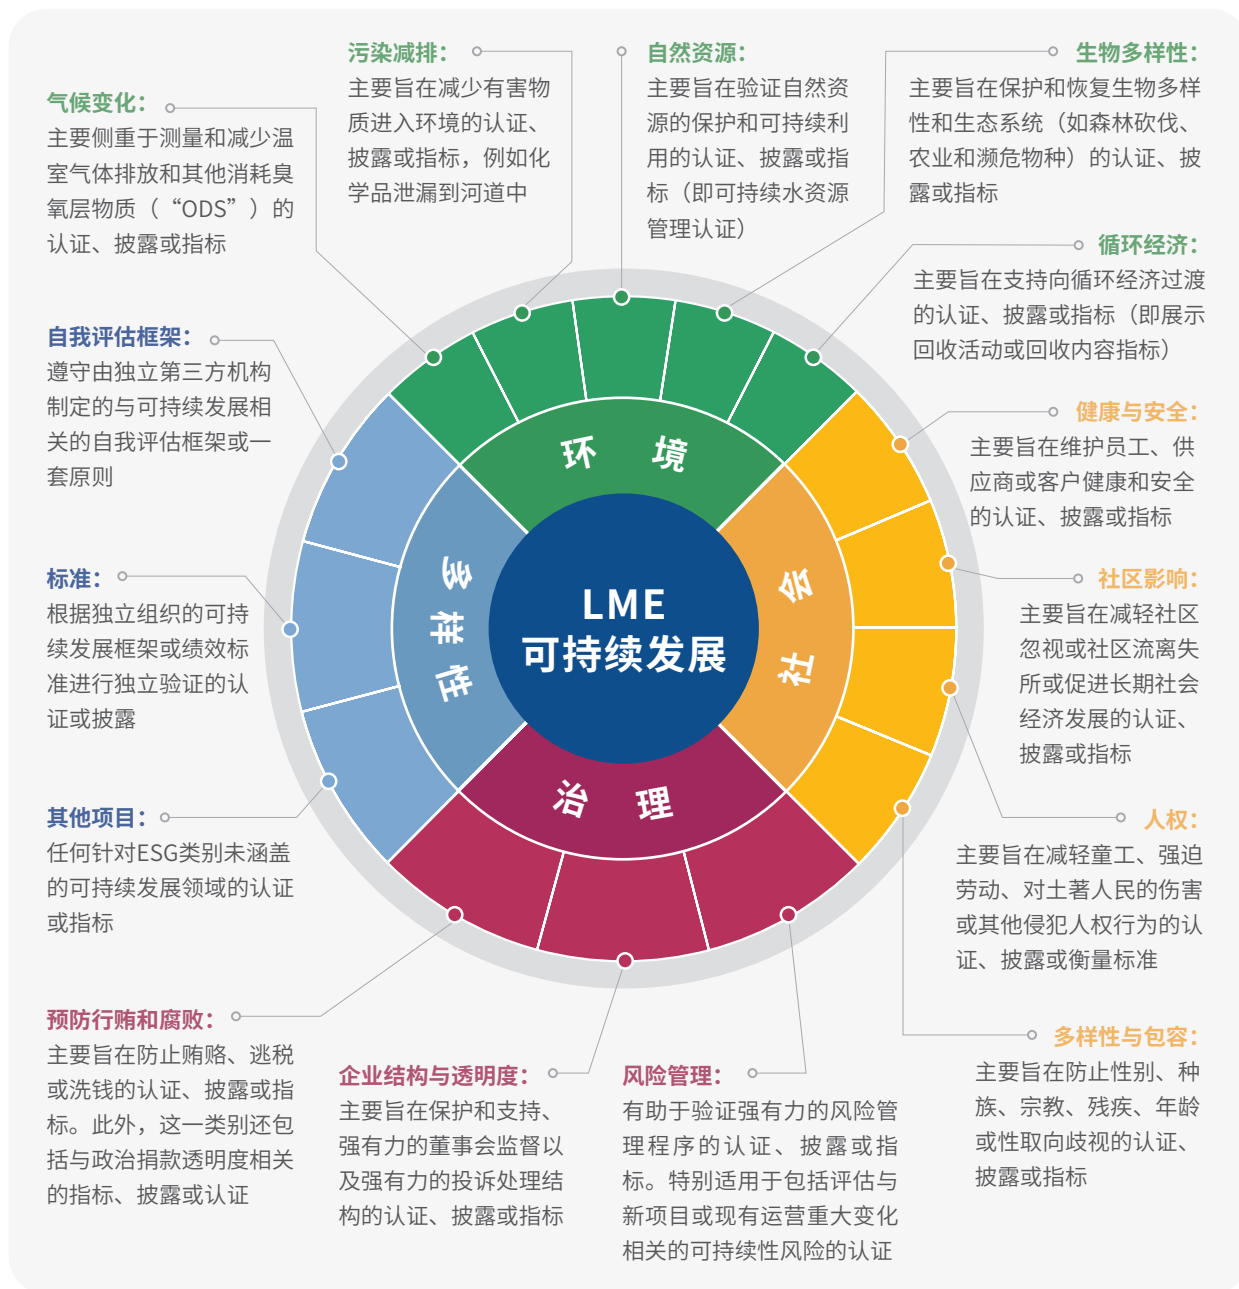 气候变化：
主要侧重于测量和减少温
室气体排放和其他消耗臭
氧层物质（“ODS”）的
认证、披露或指标
污染减排：
主要旨在减少有害物
质进入环境的认证、
披露或指标，例如化
学品泄漏到河道中
自然资源：
主要旨在验证自然资
源的保护和可持续利
用的认证、披露或指
标（即可持续水资源
管理认证）
生物多样性：
主要旨在保护和恢复生物多样
性和生态系统（如森林砍伐、
农业和濒危物种）的认证、披
露或指标
循环经济：
主要旨在支持向循环经济过渡
的认证、披露或指标（即展示
回收活动或回收内容指标）
健康与安全：
主要旨在维护员工、供
应商或客户健康和安全
的认证、披露或指标
社区影响：
主要旨在减轻社区
忽视或社区流离失
所或促进长期社会
经济发展的认证、
披露或指标
人权：
主要旨在减轻童工、强迫
劳动、对土著人民的伤害
或其他侵犯人权行为的认
证、披露或衡量标准
多样性与包容：
主要旨在防止性别、种
族、宗教、残疾、年龄
或性取向歧视的认证、
披露或指标
自我评估框架：
遵守由独立第三方机构
制定的与可持续发展相
关的自我评估框架或一
套原则
标准：
根据独立组织的可持
续发展框架或绩效标
准进行独立验证的认
证或披露
其他项目：
任何针对ESG类别未涵盖
的可持续发展领域的认证
或指标
环境
社会
治理
多样性
LME
可持续发展
预防行贿和腐败：
主要旨在防止贿赂、逃税
或洗钱的认证、披露或指
标。此外，这一类别还包
括与政治捐款透明度相关
的指标、披露或认证
企业结构与透明度：
主要旨在保护和支持、
强有力的董事会监督以
及强有力的投诉处理结
构的认证、披露或指标
风险管理：
有助于验证强有力的风险管
理程序的认证、披露或指
标。特别适用于包括评估与
新项目或现有运营重大变化
相关的可持续性风险的认证